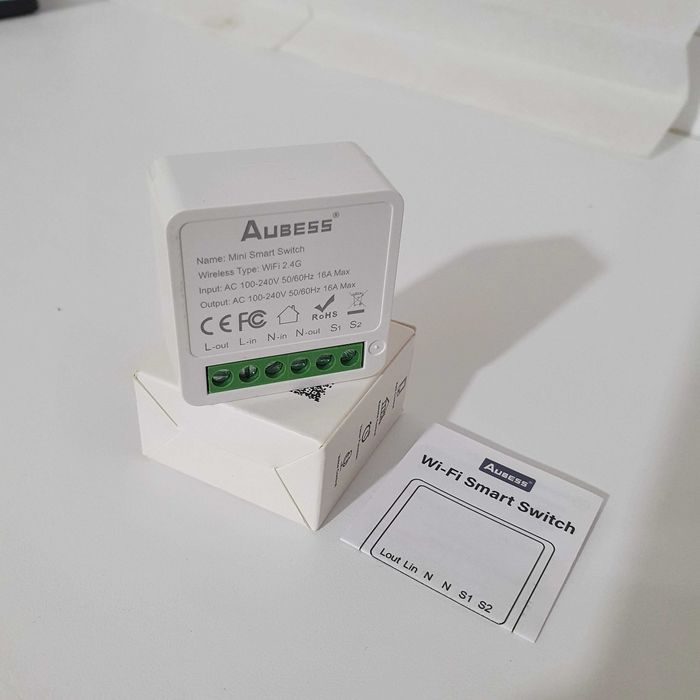 AUBESS®
Name: Mini Smart Switch
Wireless Type: WiFi 2.4G
Input: AC 100-240V 50/60Hz 16A Max
Output: AC 100-240V 50/60Hz 16A Max
CE FC RoHS
L-out L-in N-in N-out S1 S2
AUBESS
Wi-Fi Smart Switch
Lout Lin N N S1 S2